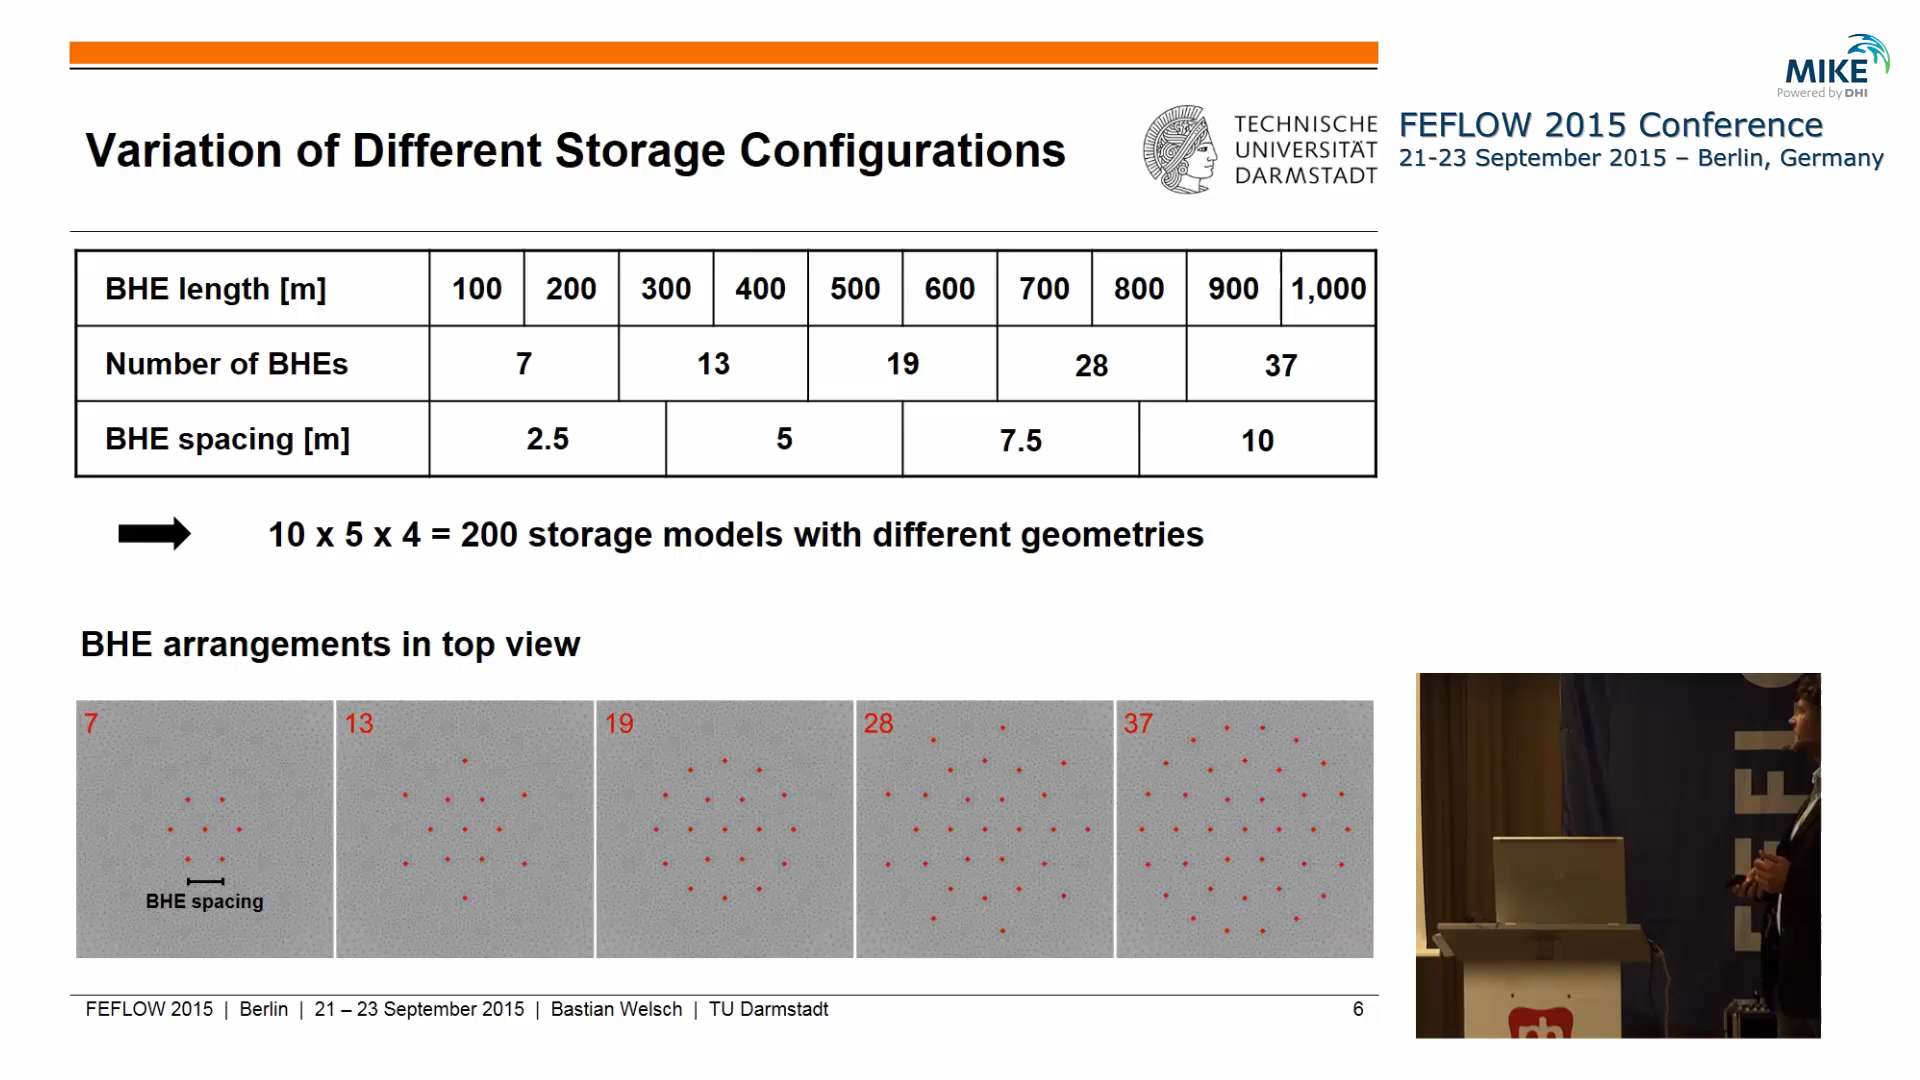 MIKE
Powered by DHI
FEFLOW 2015 Conference
21-23 September 2015 – Berlin, Germany
Variation of Different Storage Configurations
TECHNISCHE
UNIVERSITÄT
DARMSTADT
BHE length [m] 100 200 300 400 500 600 700 800 900 1,000
Number of BHEs 7 13 19 28 37
BHE spacing [m] 2.5 5 7.5 10
10 x 5 x 4 = 200 storage models with different geometries
BHE arrangements in top view
7 13 19 28 37
BHE spacing
FEFLOW 2015 | Berlin | 21 – 23 September 2015 | Bastian Welsch | TU Darmstadt
6